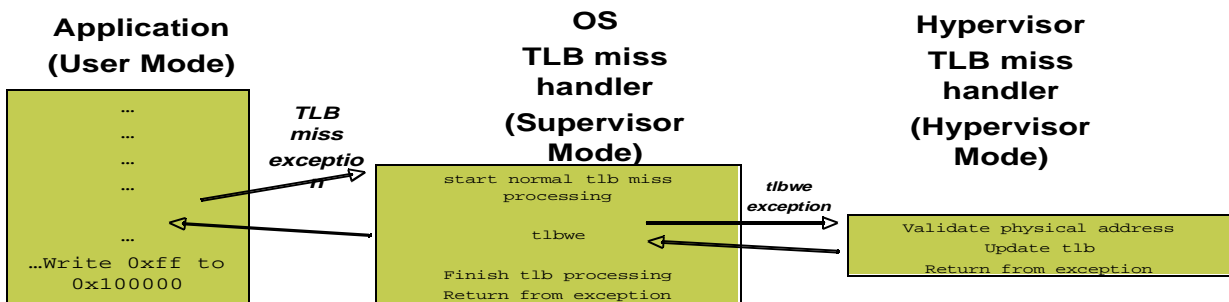 Application
(User Mode)
…
…
…
…
…
…Write 0xff to
0x100000
TLB
miss
exceptio
n
OS
TLB miss
handler
(Supervisor
Mode)
start normal tlb miss
processing
tlbwe
Finish tlb processing
Return from exception
tlbwe
exception
Hypervisor
TLB miss
handler
(Hypervisor
Mode)
Validate physical address
Update tlb
Return from exception